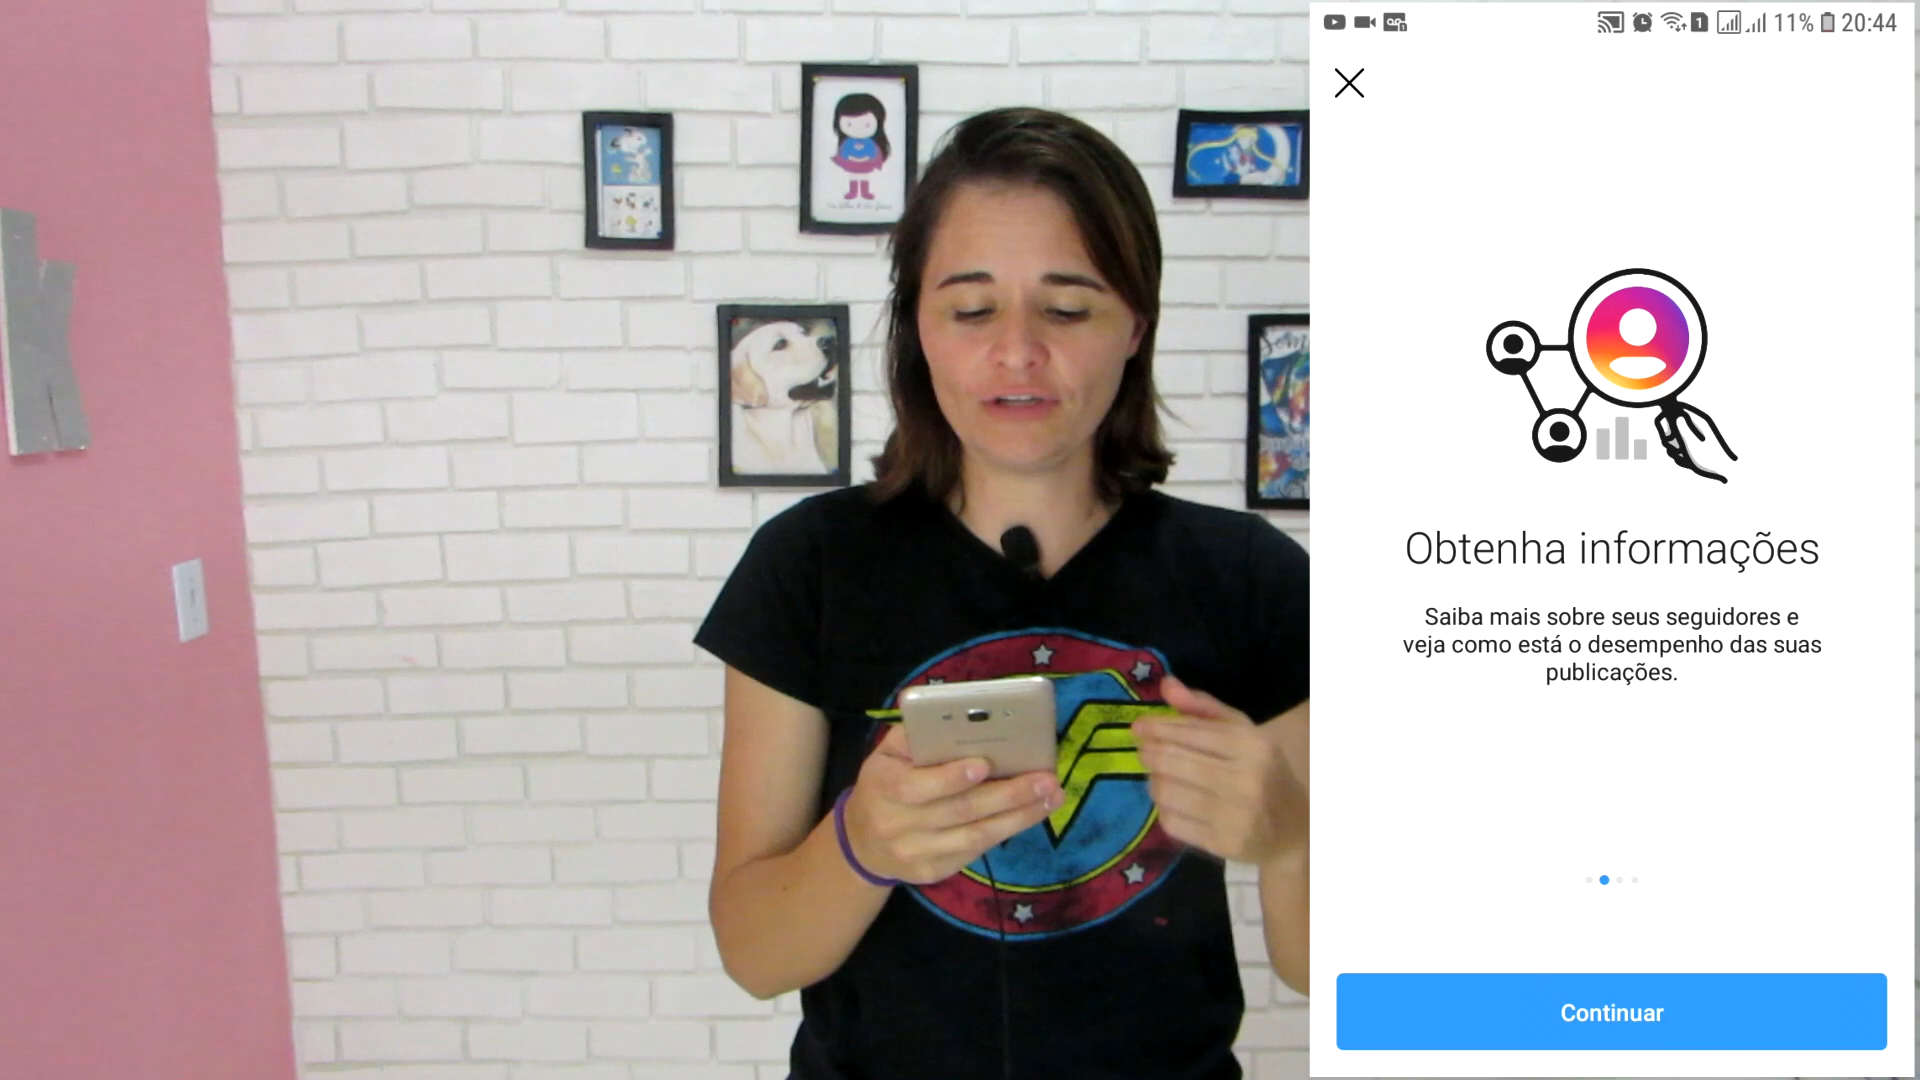 11% 20:44
Obtenha informações
Saiba mais sobre seus seguidores e
veja como está o desempenho das suas
publicações.
Continuar